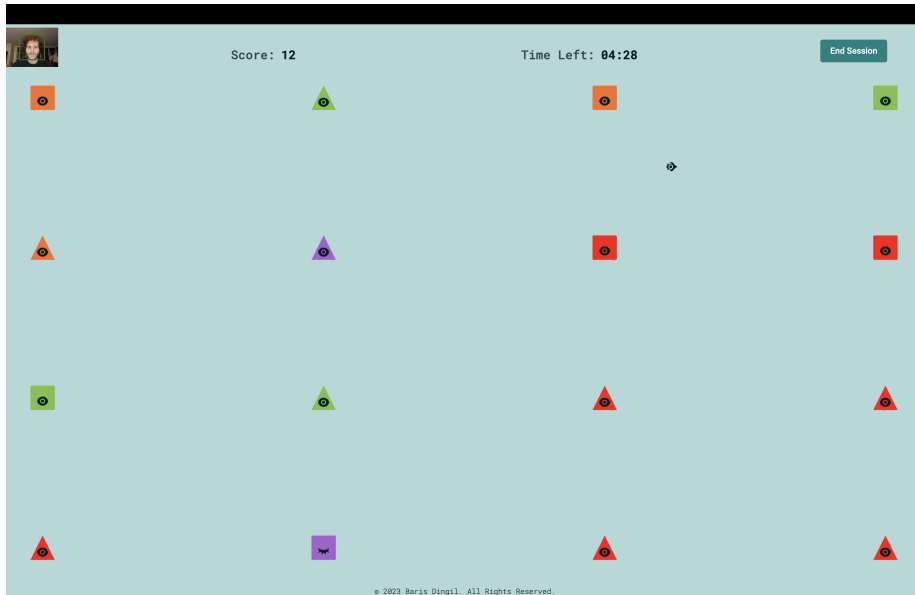 Score: 12
Time Left: 04:28
End Session
© 2023 Baris Dingil. All Rights Reserved.